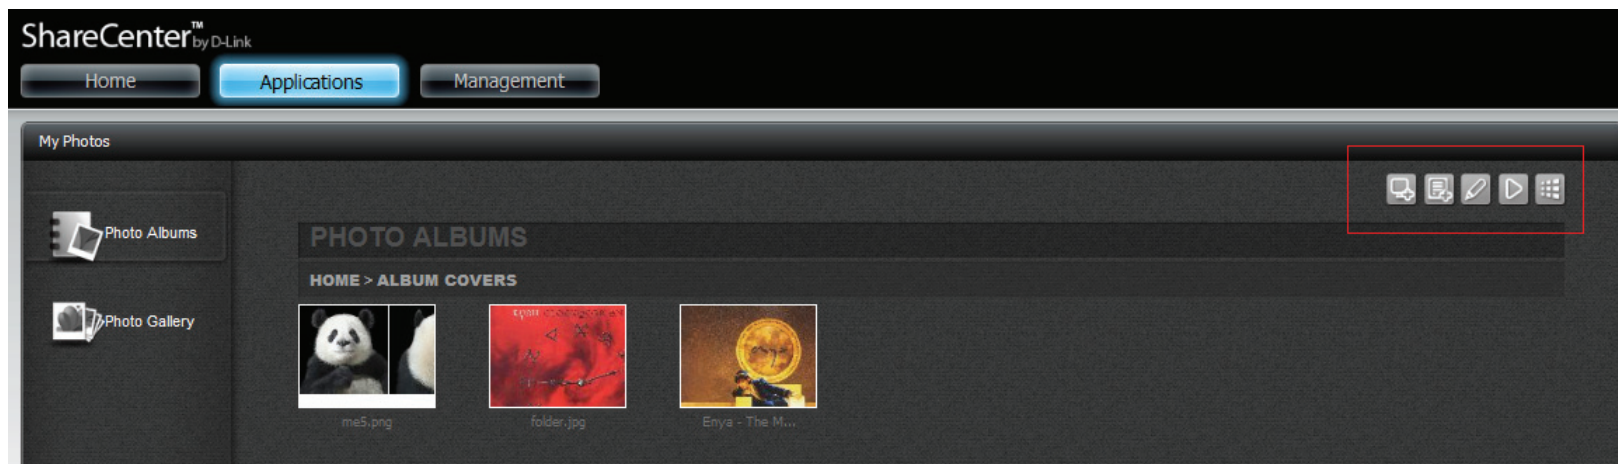 ShareCenter™ by D-Link
Home Applications Management
My Photos
Photo Albums
Photo Gallery
PHOTO ALBUMS
HOME > ALBUM COVERS
me5.png folder.jpg Enya - The M...